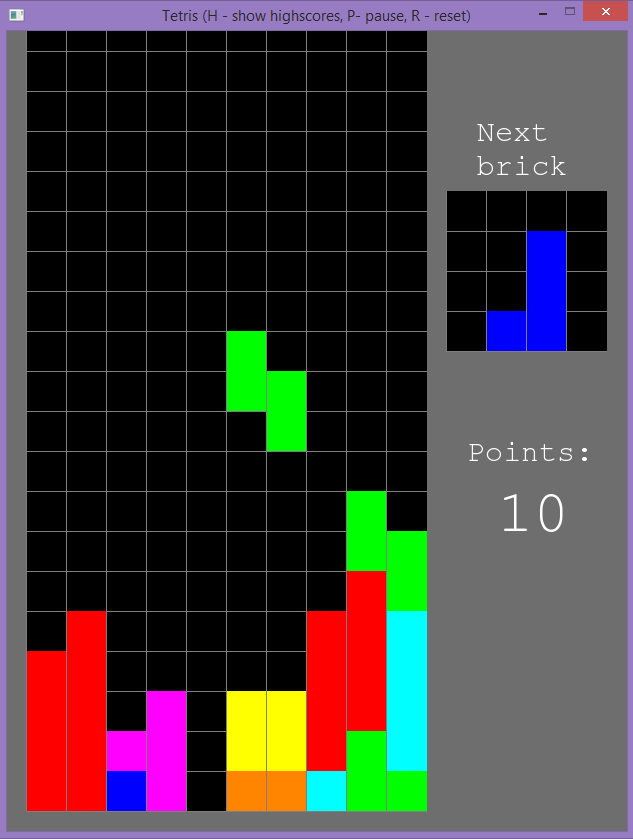 Tetris (H - show highscores, P- pause, R - reset)
Next
brick
Points:
10